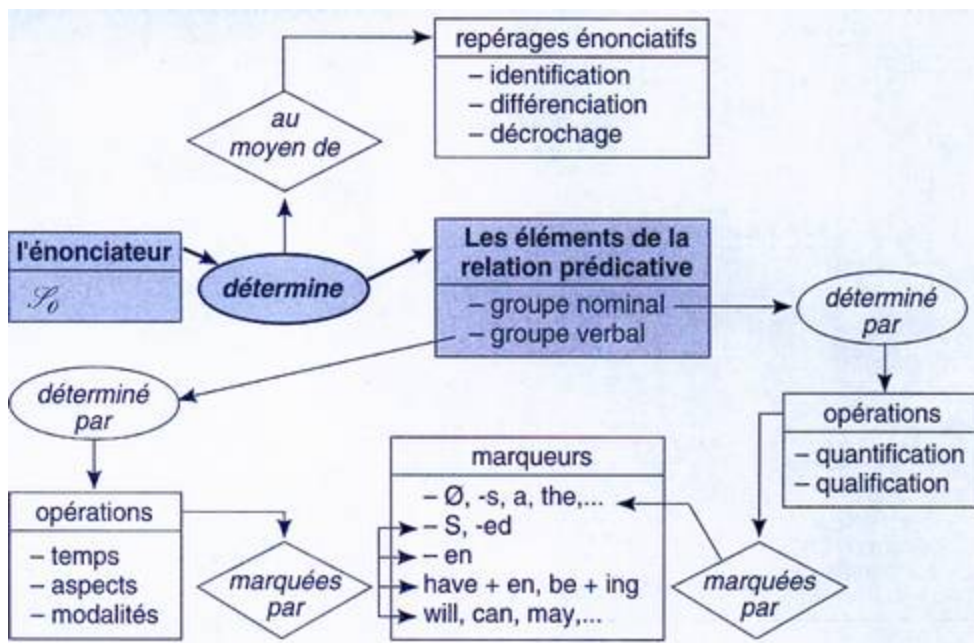 repérages énonciatifs
– identification
– différenciation
– décrochage
au
moyen de
l'énonciateur
𝒮₀
détermine
Les éléments de la
relation prédicative
– groupe nominal
– groupe verbal
déterminé
par
déterminé
par
opérations
– quantification
– qualification
opérations
– temps
– aspects
– modalités
marquées
par
marqueurs
– Ø, -s, a, the,...
– S, -ed
– en
have + en, be + ing
will, can, may,...
marquées
par